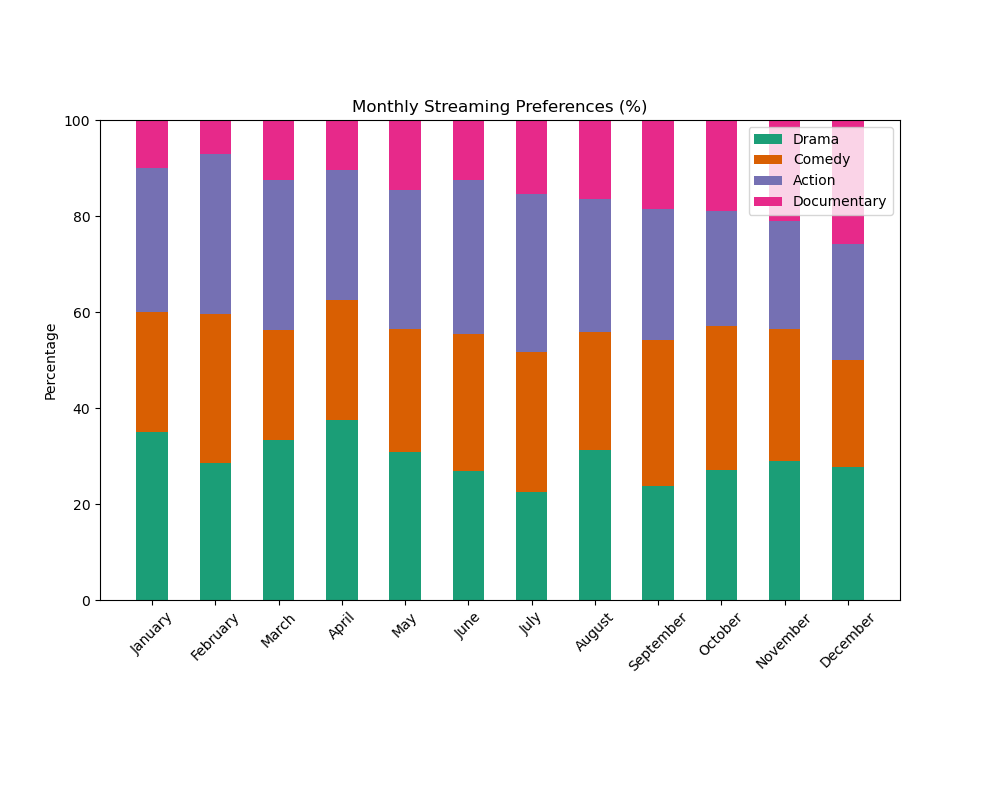 Monthly Streaming Preferences (%)
100
80
60
40
20
0
Percentage
Drama
Comedy
Action
Documentary
January
February
March
April
May
June
July
August
September
October
November
December